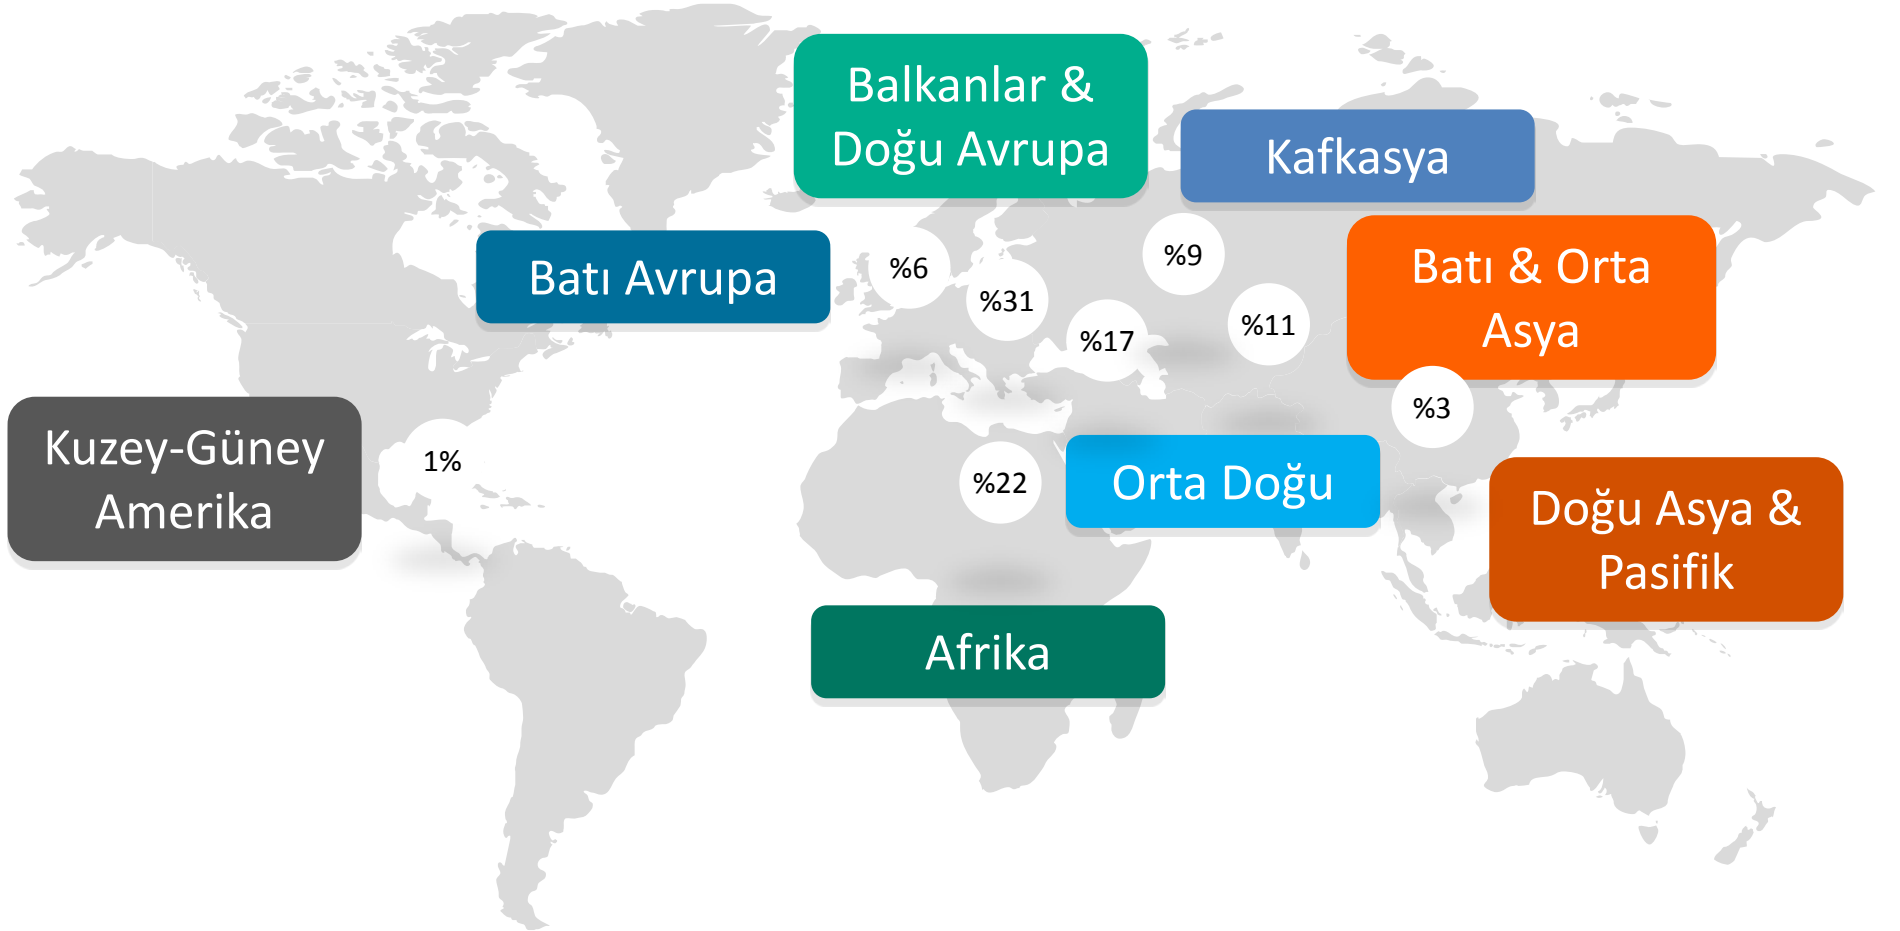 Balkanlar &
Doğu Avrupa
Kafkasya
Batı Avrupa
%6
%31
%9
%17
%11
Batı & Orta
Asya
%3
Kuzey-Güney
Amerika
1%
%22
Orta Doğu
Doğu Asya &
Pasifik
Afrika